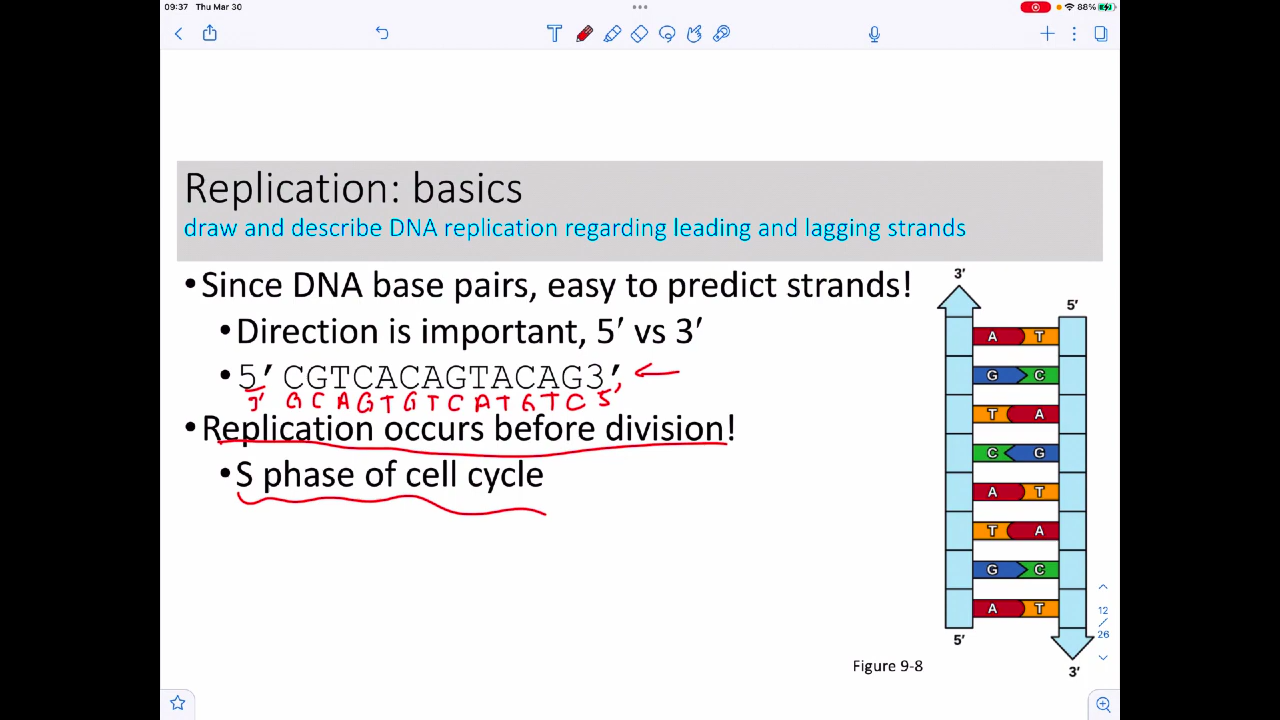 09:37 Thu Mar 30
88%
Replication: basics
draw and describe DNA replication regarding leading and lagging strands
•Since DNA base pairs, easy to predict strands!
•Direction is important, 5′ vs 3′
•5′ CGTCACAGTACAG3′
3′ G C A G T G T C A T G T C 5′
•Replication occurs before division!
•S phase of cell cycle
3′
5′
A T
G C
T A
C G
A T
T A
G C
A T
5′
3′
Figure 9-8
12
/
26